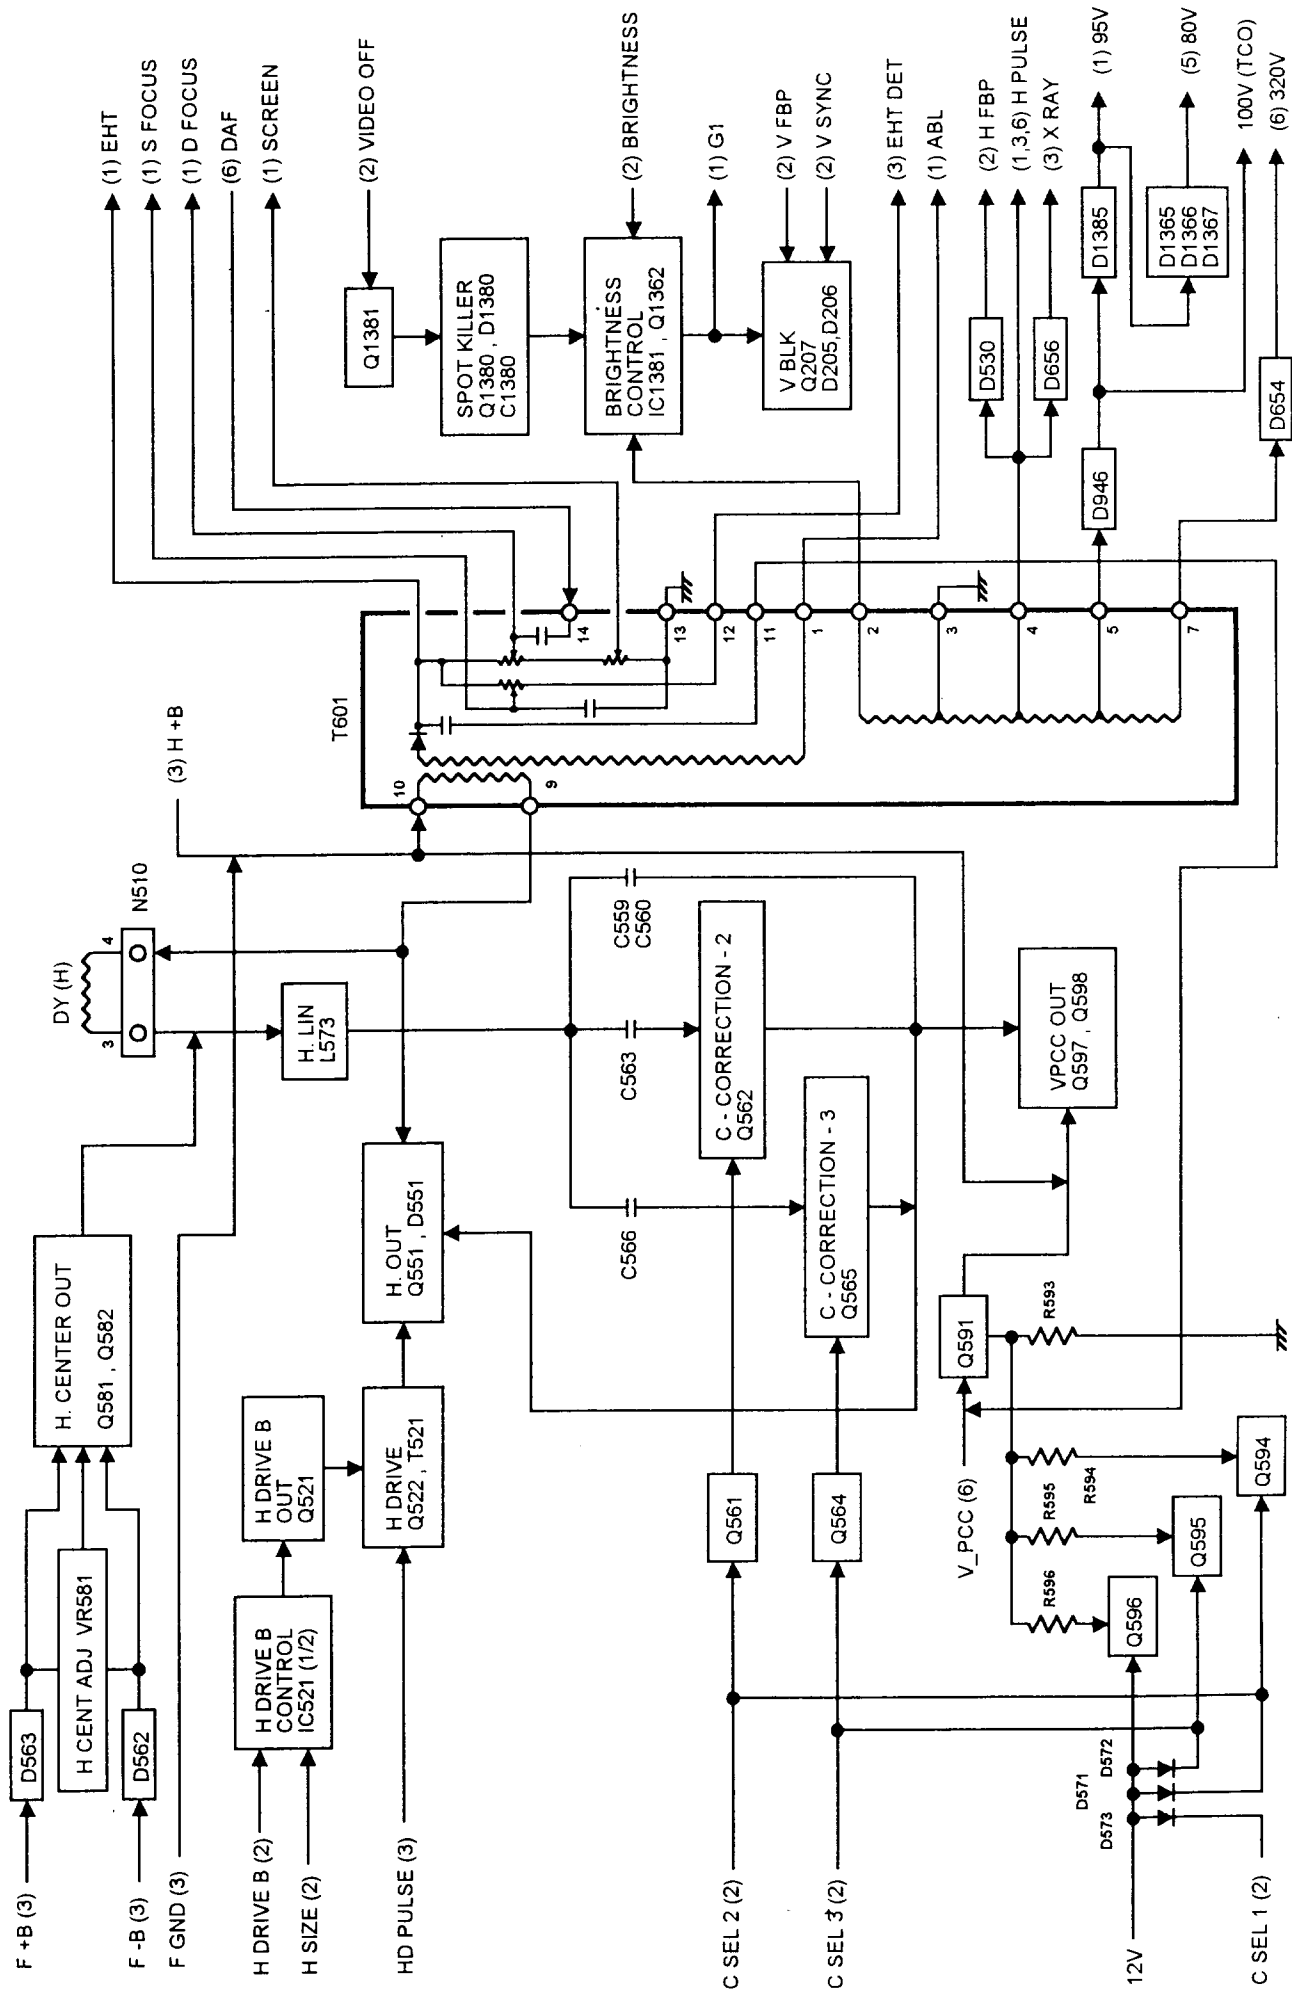 (1) EHT
(1) S FOCUS
(1) D FOCUS
(6) DAF
(1) SCREEN
(2) VIDEO OFF
Q1381
SPOT KILLER
Q1380 , D1380
C1380
(2) BRIGHTNESS
BRIGHTNESS
CONTROL
IC1381 , Q1362
(1) G1
(2) V FBP
(2) V SYNC
V BLK
Q207
D205,D206
(3) EHT DET
(1) ABL
(2) H FBP
(1,3,6) H PULSE
(3) X RAY
D530
D656
(1) 95V
(5) 80V
D1385
D1365
D1366
D1367
100V (TCO)
(6) 320V
D654
D946
T601
14
13
12
11
1
2
3
4
5
7
10
9
(3) H +B
N510
DY (H)
4
3
H. LIN
L573
C559
C560
C563
C566
C - CORRECTION - 2
Q562
C - CORRECTION - 3
Q565
VPCC OUT
Q597 , Q598
H. CENTER OUT
Q581 , Q582
H. OUT
Q551 , D551
H DRIVE B
OUT
Q521
H DRIVE
Q522 , T521
H DRIVE B
CONTROL
IC521 (1/2)
H CENT ADJ VR581
D563
D562
F +B (3)
F -B (3)
F GND (3)
H DRIVE B (2)
H SIZE (2)
HD PULSE (3)
Q561
Q564
Q591
R593
R594
R595
R596
Q594
Q595
Q596
V_PCC (6)
D572
D571
D573
C SEL 2 (2)
C SEL 3 (2)
12V
C SEL 1 (2)